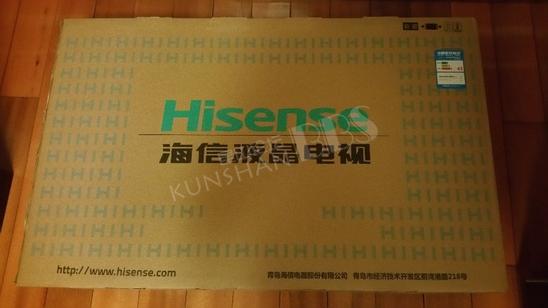 Hisense
海信液晶电视
BBS
KUNSHAN
http://www.hisense.com
青岛海信电器股份有限公司 青岛市经济技术开发区前湾港路218号